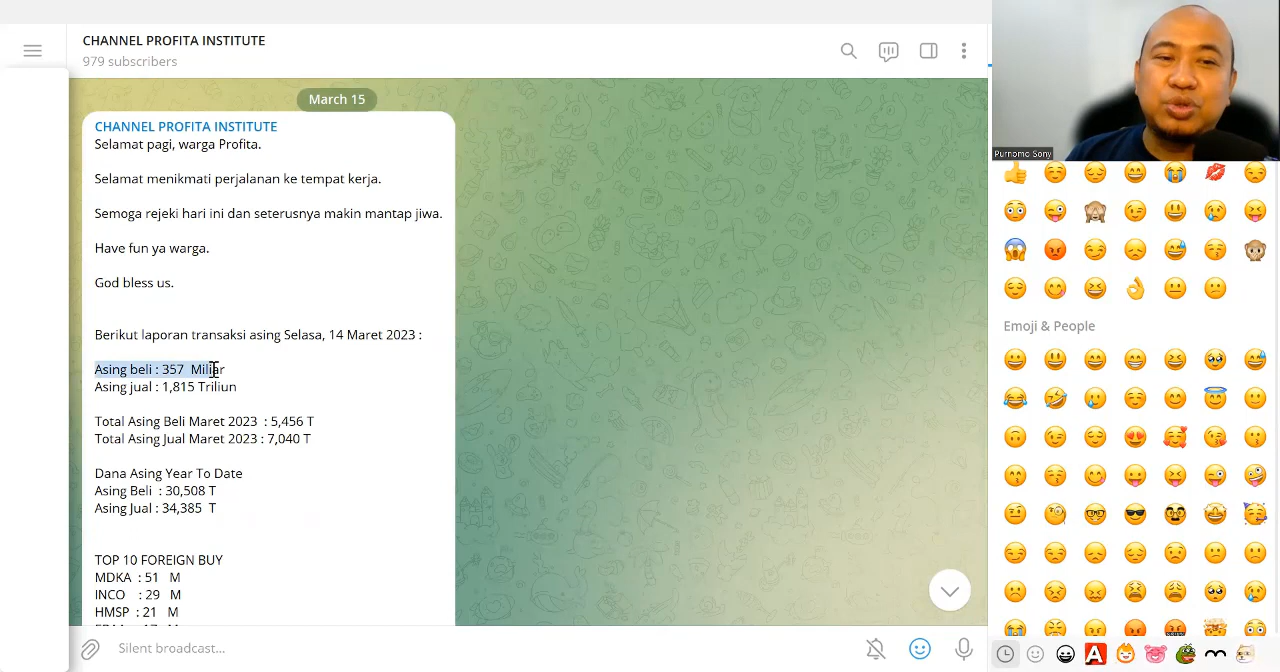 CHANNEL PROFITA INSTITUTE
979 subscribers
March 15
CHANNEL PROFITA INSTITUTE
Selamat pagi, warga Profita.
Selamat menikmati perjalanan ke tempat kerja.
Semoga rejeki hari ini dan seterusnya makin mantap jiwa.
Have fun ya warga.
God bless us.
Berikut laporan transaksi asing Selasa, 14 Maret 2023 :
Asing beli : 357 Miliar
Asing jual : 1,815 Triliun
Total Asing Beli Maret 2023 : 5,456 T
Total Asing Jual Maret 2023 : 7,040 T
Dana Asing Year To Date
Asing Beli : 30,508 T
Asing Jual : 34,385 T
TOP 10 FOREIGN BUY
MDKA : 51 M
INCO : 29 M
HMSP : 21 M
Silent broadcast...
Purnomo Sony
Emoji & People